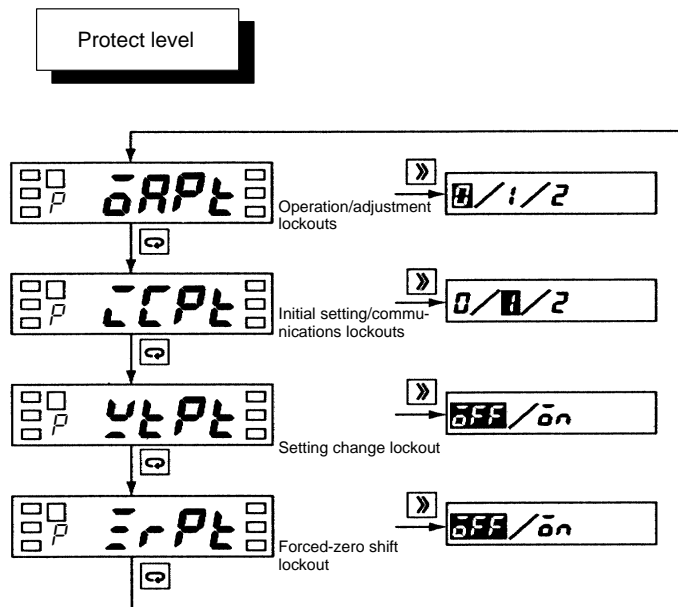 Protect level
P oAPt
» 0/1/2
Operation/adjustment
lockouts
P iCPt
» 0/1/2
Initial setting/commu-
nications lockouts
P WtPt
» oFF/on
Setting change lockout
P ZrPt
» oFF/on
Forced-zero shift
lockout